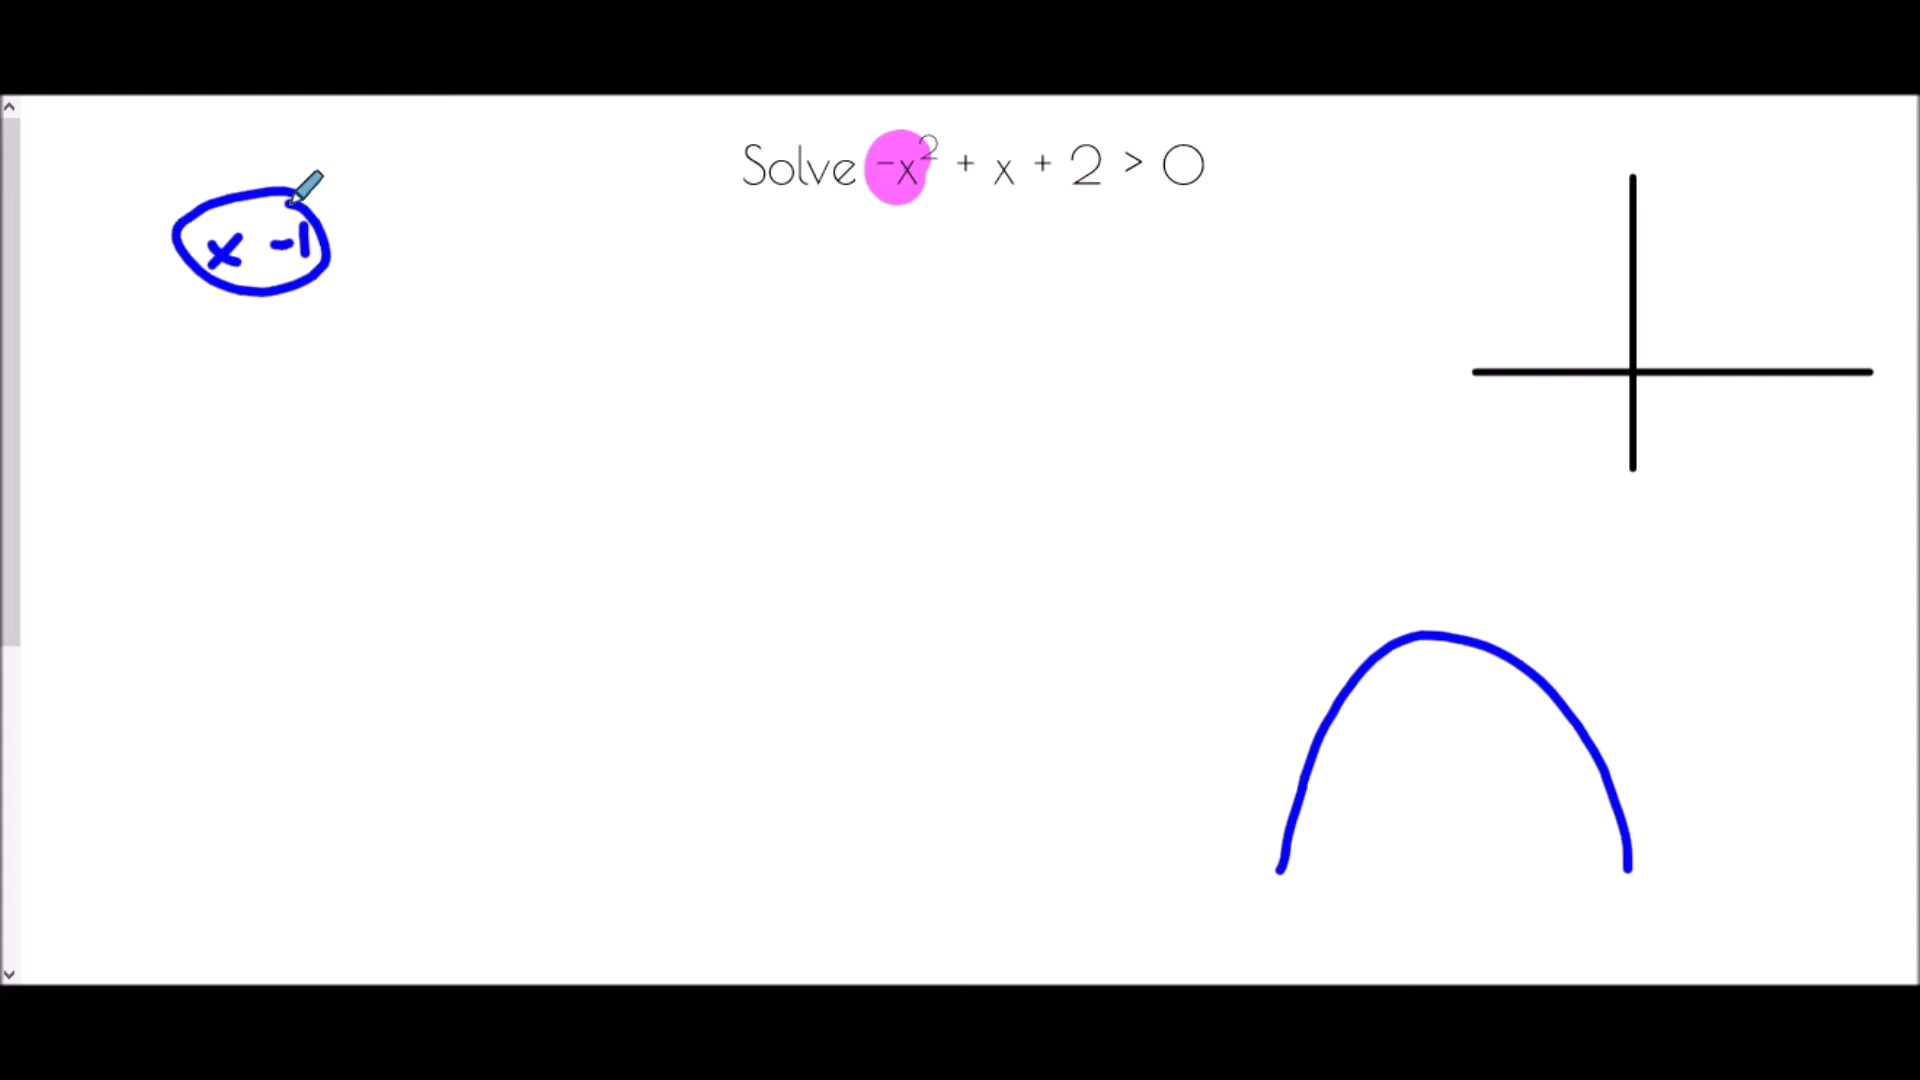 Solve -x² + x + 2 > 0
x -1